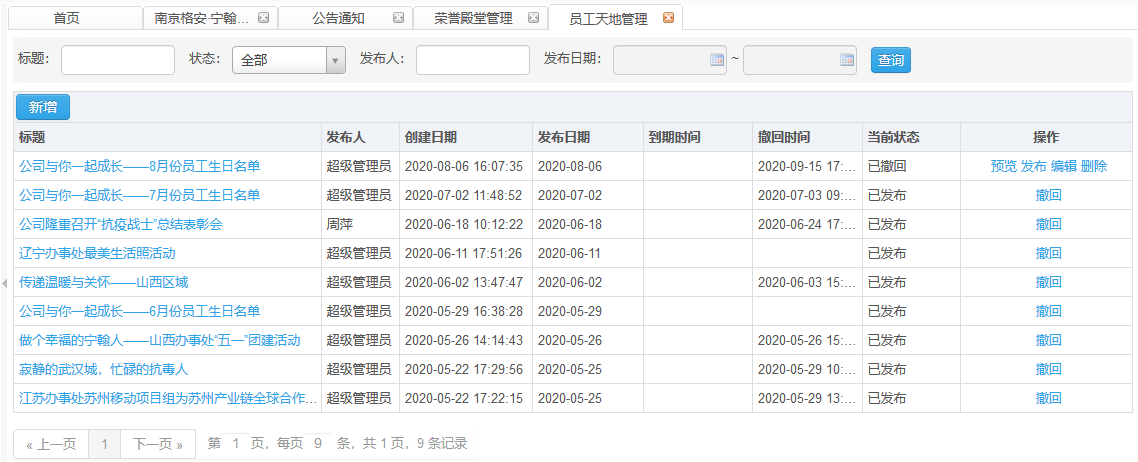 首页 南京格安·宁翰... 公告通知 荣誉殿堂管理 员工天地管理
标题: 状态: 全部 发布人: 发布日期: ~ 查询
新增
标题 发布人 创建日期 发布日期 到期时间 撤回时间 当前状态 操作
公司与你一起成长——8月份员工生日名单 超级管理员 2020-08-06 16:07:35 2020-08-06 2020-09-15 17:... 已撤回 预览 发布 编辑 删除
公司与你一起成长——7月份员工生日名单 超级管理员 2020-07-02 11:48:52 2020-07-02 2020-07-03 09:... 已发布 撤回
公司隆重召开“抗疫战士”总结表彰会 周萍 2020-06-18 10:12:22 2020-06-18 2020-06-24 17:... 已发布 撤回
辽宁办事处最美生活照活动 超级管理员 2020-06-11 17:51:26 2020-06-11 已发布 撤回
传递温暖与关怀——山西区域 超级管理员 2020-06-02 13:47:47 2020-06-02 2020-06-03 15:... 已发布 撤回
公司与你一起成长——6月份员工生日名单 超级管理员 2020-05-29 16:38:28 2020-05-29 已发布 撤回
做个幸福的宁翰人——山西办事处“五一”团建活动 超级管理员 2020-05-26 14:14:43 2020-05-26 2020-05-26 15:... 已发布 撤回
寂静的武汉城，忙碌的抗毒人 超级管理员 2020-05-22 17:29:56 2020-05-25 2020-05-29 10:... 已发布 撤回
江苏办事处苏州移动项目组为苏州产业链全球合作... 超级管理员 2020-05-22 17:22:15 2020-05-25 2020-05-29 13:... 已发布 撤回
« 上一页 1 下一页 » 第 1 页，每页 9 条，共 1 页，9 条记录